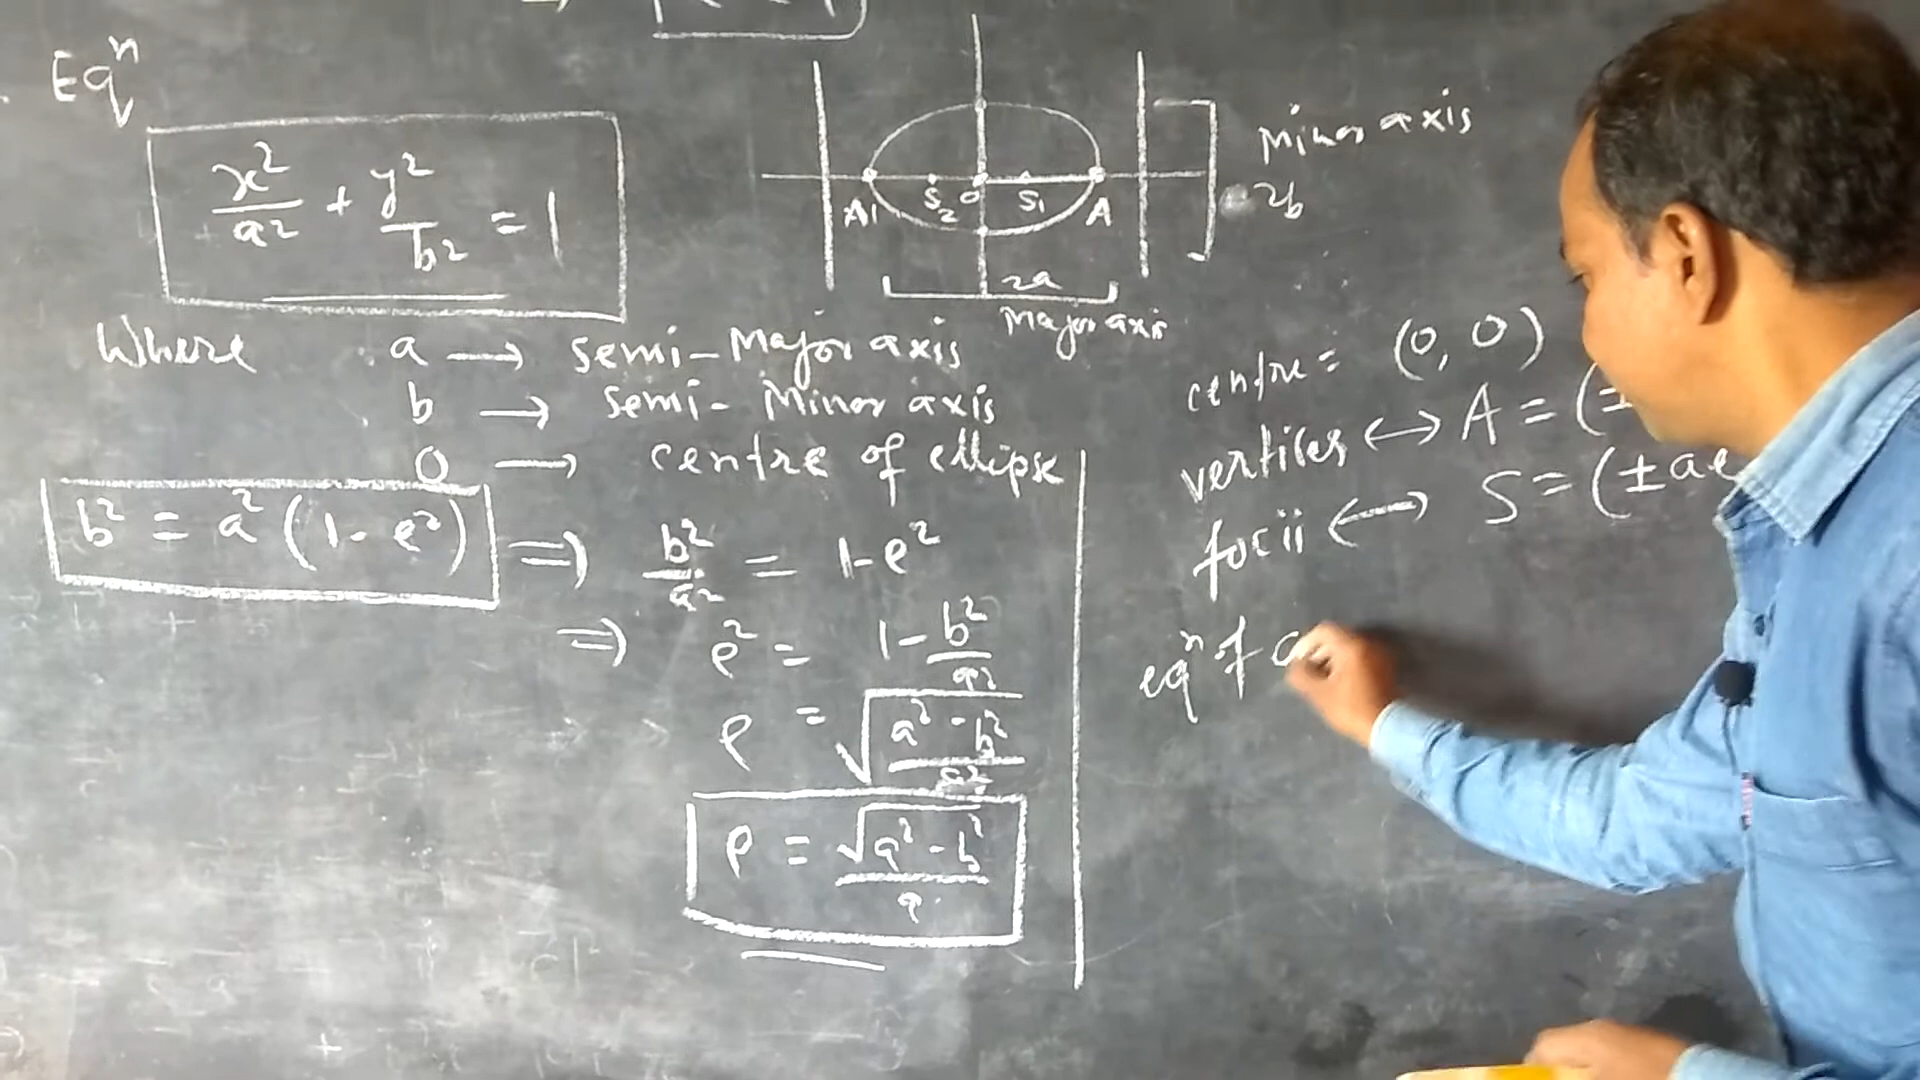 Eqⁿ
x²/a² + y²/b² = 1
Where a → semi-Major axis
b → semi-Minor axis
O → centre of ellipse
b² = a²(1-e²) ⇒ b²/a² = 1-e²
⇒ e² = 1-b²/a²
e = √((a²-b²)/a²)
e = √(a²-b²)/a
A1 S2 O S1 A
2a
Major axis
Minor axis
2b
centre = (0, 0)
vertices ↔ A = (±
focii ↔ S = (±ae
eqⁿ of